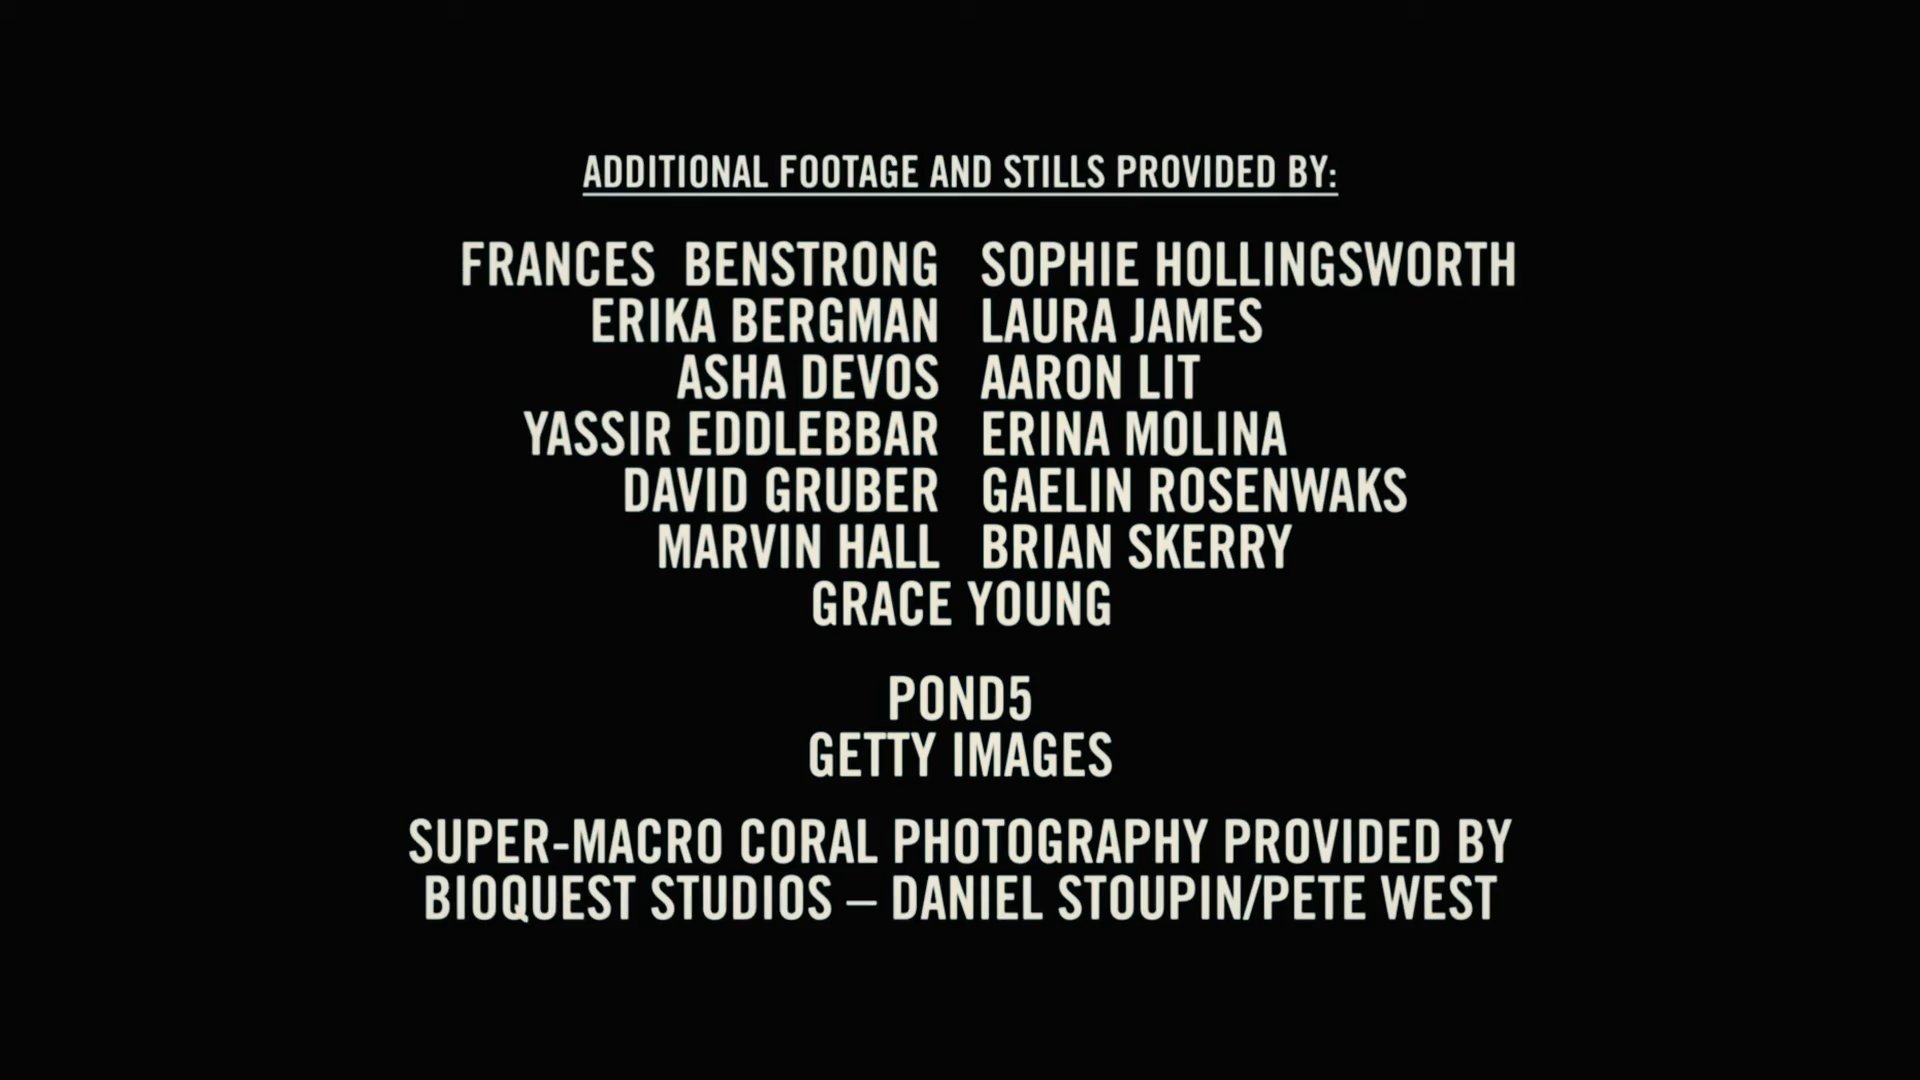 ADDITIONAL FOOTAGE AND STILLS PROVIDED BY:
FRANCES BENSTRONG SOPHIE HOLLINGSWORTH
ERIKA BERGMAN LAURA JAMES
ASHA DEVOS AARON LIT
YASSIR EDDLEBBAR ERINA MOLINA
DAVID GRUBER GAELIN ROSENWAKS
MARVIN HALL BRIAN SKERRY
GRACE YOUNG
POND5
GETTY IMAGES
SUPER-MACRO CORAL PHOTOGRAPHY PROVIDED BY
BIOQUEST STUDIOS – DANIEL STOUPIN/PETE WEST